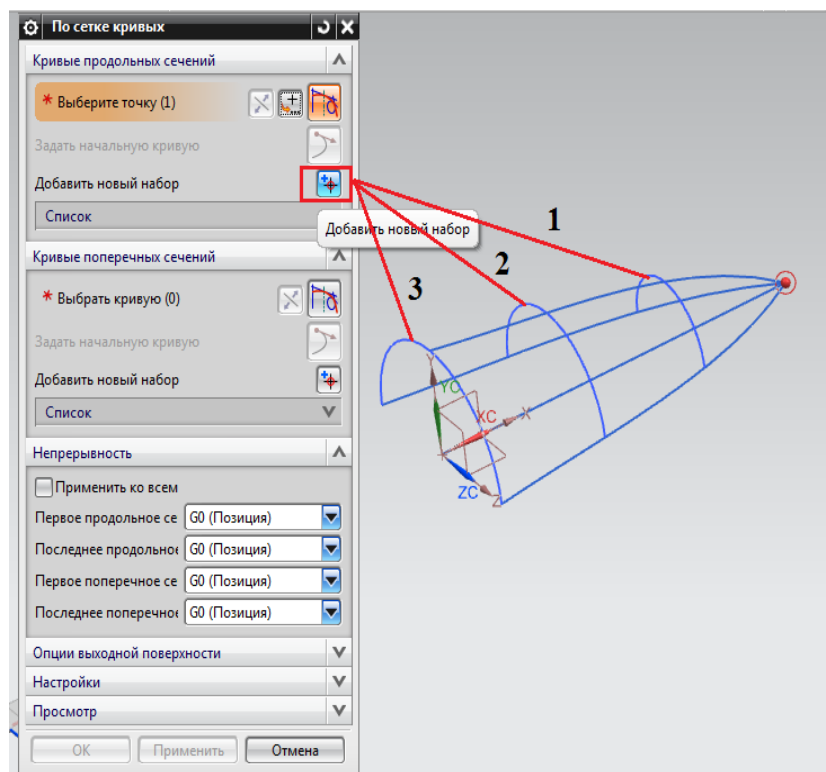 По сетке кривых
Кривые продольных сечений
* Выберите точку (1)
Задать начальную кривую
Добавить новый набор
Список
Добавить новый набор
Кривые поперечных сечений
* Выбрать кривую (0)
Задать начальную кривую
Добавить новый набор
Список
Непрерывность
Применить ко всем
Первое продольное се G0 (Позиция)
Последнее продольное G0 (Позиция)
Первое поперечное се G0 (Позиция)
Последнее поперечное G0 (Позиция)
Опции выходной поверхности
Настройки
Просмотр
ОК Применить Отмена
1
2
3
Y
YC
XC X
ZC Z